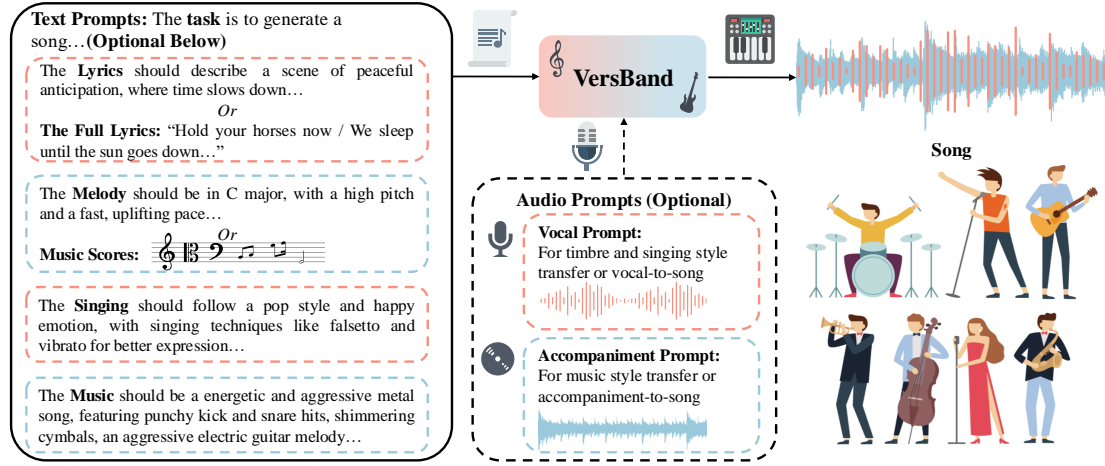 Text Prompts: The task is to generate a
song…(Optional Below)
The Lyrics should describe a scene of peaceful
anticipation, where time slows down…
Or
The Full Lyrics: “Hold your horses now / We sleep
until the sun goes down…”
The Melody should be in C major, with a high pitch
and a fast, uplifting pace…
Or
Music Scores:
The Singing should follow a pop style and happy
emotion, with singing techniques like falsetto and
vibrato for better expression…
The Music should be a energetic and aggressive metal
song, featuring punchy kick and snare hits, shimmering
cymbals, an aggressive electric guitar melody…
VersBand
Audio Prompts (Optional)
Vocal Prompt:
For timbre and singing style
transfer or vocal-to-song
Accompaniment Prompt:
For music style transfer or
accompaniment-to-song
Song